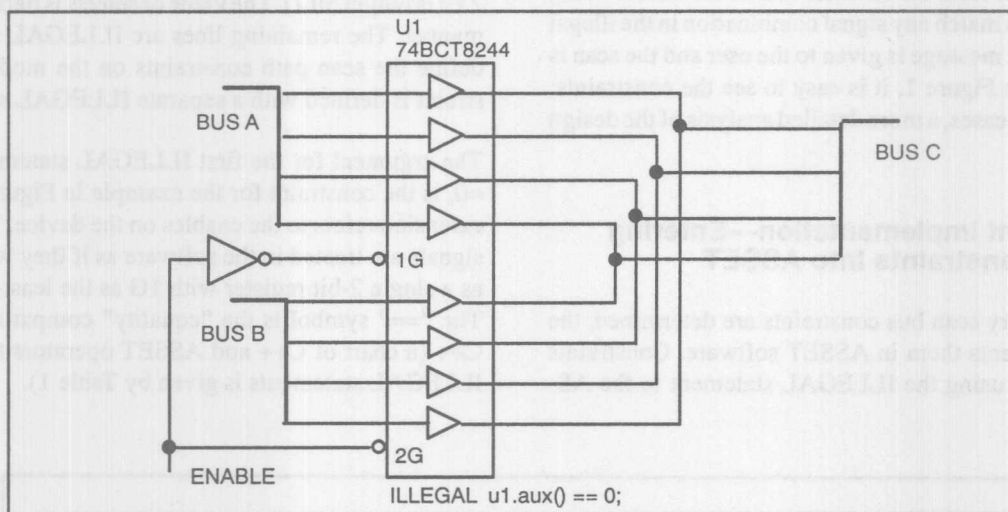 U1
74BCT8244
BUS A
BUS C
1G
BUS B
2G
ENABLE
ILLEGAL u1.aux() == 0;